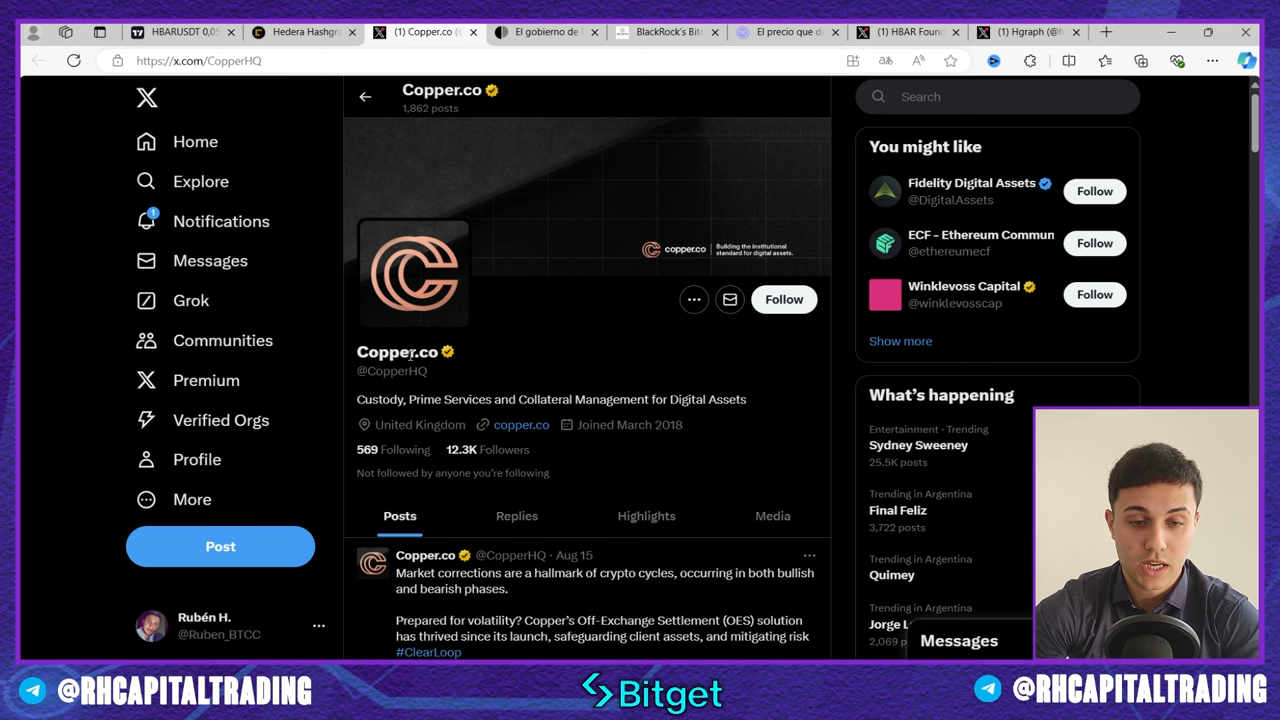 HBARUSDT 0,05
Hedera Hashgra
(1) Copper.co (
El gobierno de
BlackRock's Bit
El precio que d
(1) HBAR Foun
(1) Hgraph (@h
https://x.com/CopperHQ
Home
Explore
1
Notifications
Messages
Grok
Communities
Premium
Verified Orgs
Profile
More
Post
Rubén H.
@Ruben_BTCC
Copper.co
1,862 posts
copper.co
Building the Institutional
standard for digital assets.
Follow
Copper.co
@CopperHQ
Custody, Prime Services and Collateral Management for Digital Assets
United Kingdom copper.co Joined March 2018
569 Following 12.3K Followers
Not followed by anyone you're following
Posts Replies Highlights Media
Copper.co @CopperHQ · Aug 15
Market corrections are a hallmark of crypto cycles, occurring in both bullish
and bearish phases.
Prepared for volatility? Copper's Off-Exchange Settlement (OES) solution
has thrived since its launch, safeguarding client assets, and mitigating risk
#ClearLoop
Search
You might like
Fidelity Digital Assets
@DigitalAssets
Follow
ECF - Ethereum Commun
@ethereumecf
Follow
Winklevoss Capital
@winklevosscap
Follow
Show more
What's happening
Entertainment · Trending
Sydney Sweeney
25.5K posts
Trending in Argentina
Final Feliz
3,722 posts
Trending in Argentina
Quimey
Trending in Argentina
Jorge L
2,069 p
Messages
@RHCAPITALTRADING
Bitget
@RHCAPITALTRADING